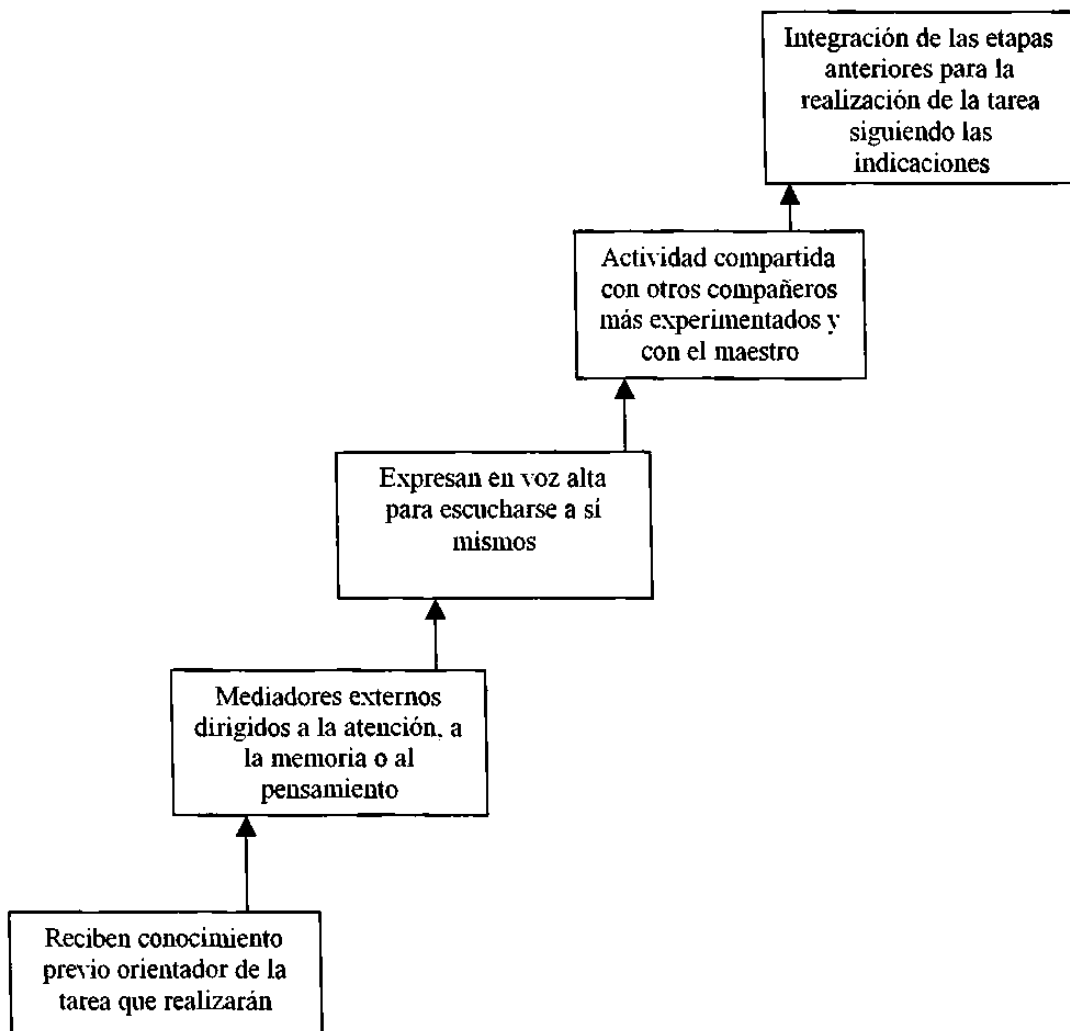 Integración de las etapas
anteriores para la
realización de la tarea
siguiendo las
indicaciones
Actividad compartida
con otros compañeros
más experimentados y
con el maestro
Expresan en voz alta
para escucharse a sí
mismos
Mediadores externos
dirigidos a la atención, a
la memoria o al
pensamiento
Reciben conocimiento
previo orientador de la
tarea que realizarán